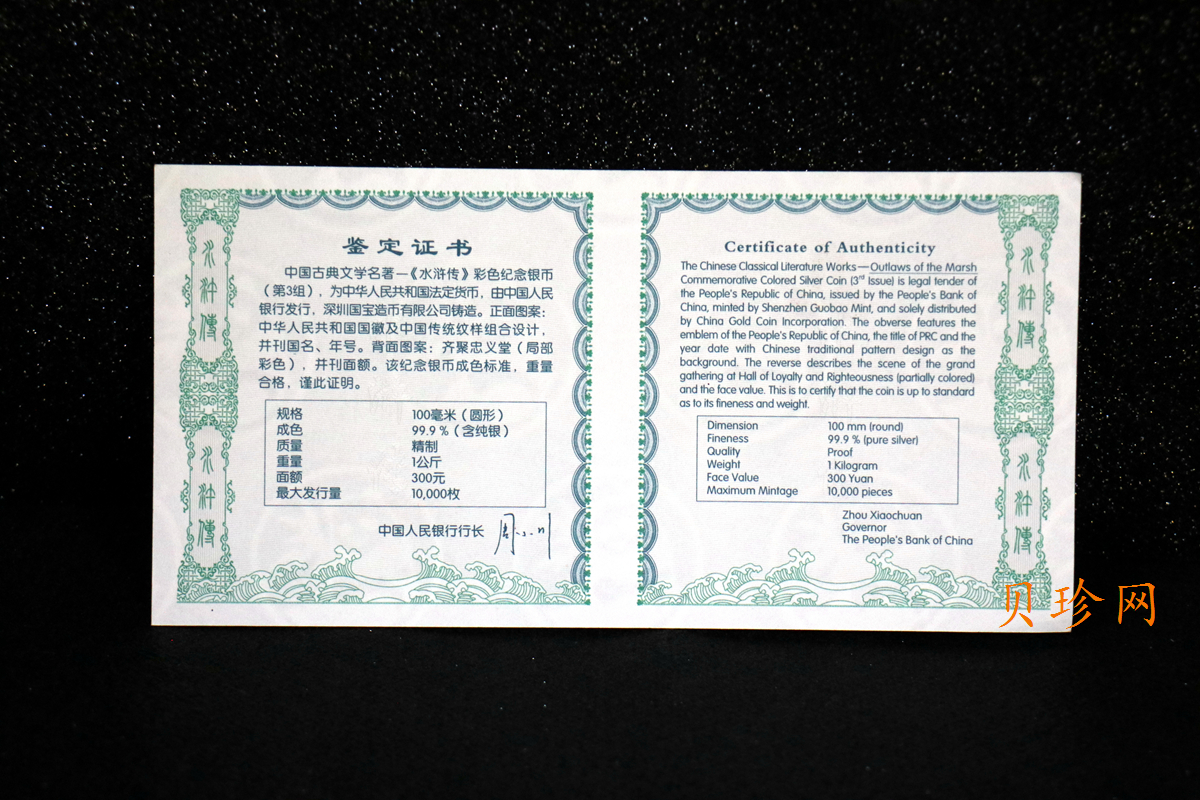 鉴定证书
中国古典文学名著—《水浒传》彩色纪念银币
（第3组），为中华人民共和国法定货币，由中国人民
银行发行，深圳国宝造币有限公司铸造。正面图案：
中华人民共和国国徽及中国传统纹样组合设计，
并刊国名、年号。背面图案：齐聚忠义堂（局部
彩色），并刊面额。该纪念银币成色标准，重量
合格，谨此证明。
规格 100毫米（圆形）
成色 99.9 %（含纯银）
质量 精制
重量 1公斤
面额 300元
最大发行量 10,000枚
中国人民银行行长 周小川
水浒傳
水浒傳
Certificate of Authenticity
The Chinese Classical Literature Works—Outlaws of the Marsh
Commemorative Colored Silver Coin (3rd Issue) is legal tender of
the People's Republic of China, issued by the People's Bank of
China, minted by Shenzhen Guobao Mint, and solely distributed
by China Gold Coin Incorporation. The obverse features the
emblem of the People's Republic of China, the title of PRC and the
year date with Chinese traditional pattern design as the
background. The reverse describes the scene of the grand
gathering at Hall of Loyalty and Righteousness (partially colored)
and the face value. This is to certify that the coin is up to standard
as to its fineness and weight.
Dimension 100 mm (round)
Fineness 99.9 % (pure silver)
Quality Proof
Weight 1 Kilogram
Face Value 300 Yuan
Maximum Mintage 10,000 pieces
Zhou Xiaochuan
Governor
The People's Bank of China
水浒傳
水浒傳
贝珍网